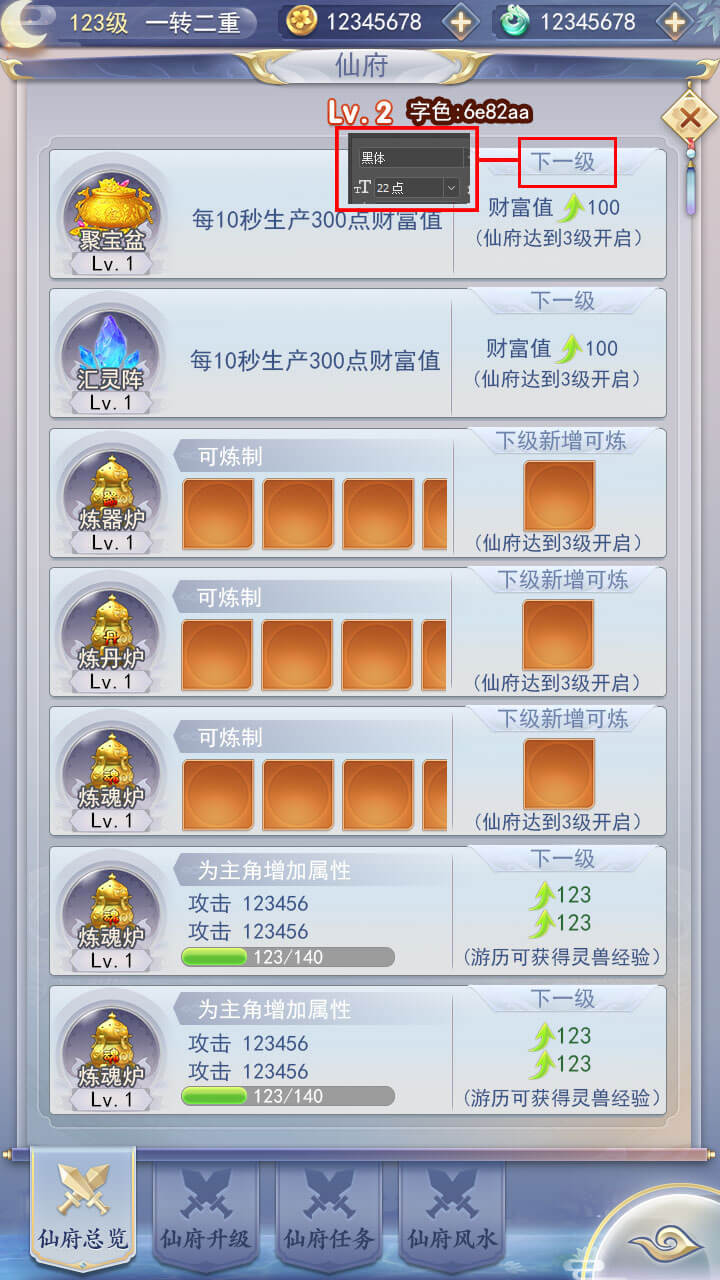 123级 一转二重 12345678 12345678
仙府
Lv. 2 字色:6e82aa
黑体
TT 22点
下一级
聚宝盆
Lv. 1
每10秒生产300点财富值
财富值 100
(仙府达到3级开启)
下一级
汇灵阵
Lv. 1
每10秒生产300点财富值
财富值 100
(仙府达到3级开启)
可炼制
下级新增可炼
炼器炉
Lv. 1
(仙府达到3级开启)
可炼制
下级新增可炼
炼丹炉
Lv. 1
(仙府达到3级开启)
可炼制
下级新增可炼
炼魂炉
Lv. 1
(仙府达到3级开启)
为主角增加属性
下一级
攻击 123456
攻击 123456
123/140
炼魂炉
Lv. 1
123
123
(游历可获得灵兽经验)
为主角增加属性
下一级
攻击 123456
攻击 123456
123/140
炼魂炉
Lv. 1
123
123
(游历可获得灵兽经验)
仙府总览 仙府升级 仙府任务 仙府风水